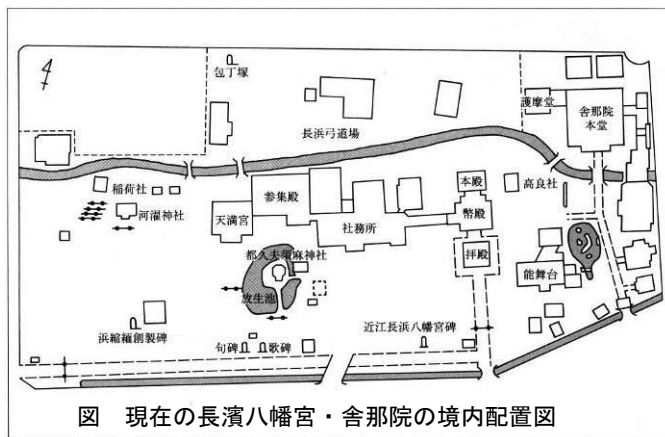 包丁塚
長浜弓道場
護摩堂
舎那院
本堂
稲荷社
河濯神社
天満宮
参集殿
社務所
本殿
幣殿
拝殿
高良社
能舞台
都久夫須麻神社
放生池
浜縮緬創製碑
句碑
歌碑
近江長浜八幡宮碑
図 現在の長濱八幡宮・舎那院の境内配置図